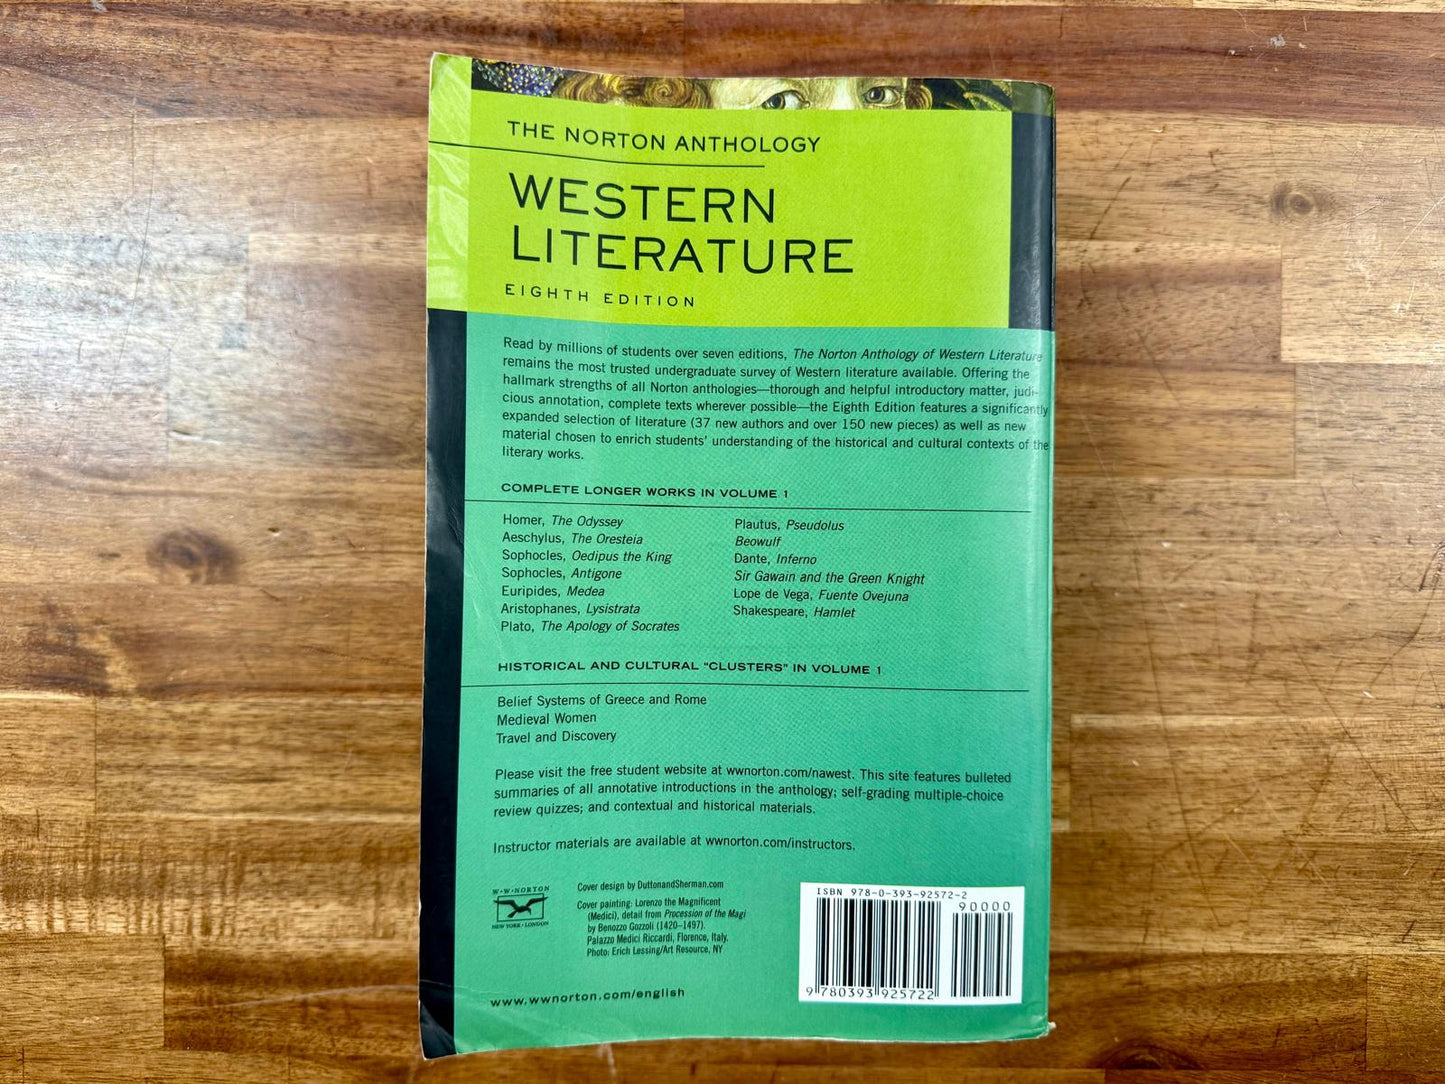 THE NORTON ANTHOLOGY
WESTERN
LITERATURE
EIGHTH EDITION
Read by millions of students over seven editions, The Norton Anthology of Western Literature
remains the most trusted undergraduate survey of Western literature available. Offering the
hallmark strengths of all Norton anthologies—thorough and helpful introductory matter, judi-
cious annotation, complete texts wherever possible—the Eighth Edition features a significantly
expanded selection of literature (37 new authors and over 150 new pieces) as well as new
material chosen to enrich students' understanding of the historical and cultural contexts of the
literary works.
COMPLETE LONGER WORKS IN VOLUME 1
Homer, The Odyssey
Aeschylus, The Oresteia
Sophocles, Oedipus the King
Sophocles, Antigone
Euripides, Medea
Aristophanes, Lysistrata
Plato, The Apology of Socrates
Plautus, Pseudolus
Beowulf
Dante, Inferno
Sir Gawain and the Green Knight
Lope de Vega, Fuente Ovejuna
Shakespeare, Hamlet
HISTORICAL AND CULTURAL "CLUSTERS" IN VOLUME 1
Belief Systems of Greece and Rome
Medieval Women
Travel and Discovery
Please visit the free student website at wwnorton.com/nawest. This site features bulleted
summaries of all annotative introductions in the anthology; self-grading multiple-choice
review quizzes; and contextual and historical materials.
Instructor materials are available at wwnorton.com/instructors.
W•W•NORTON
NEW YORK • LONDON
Cover design by DuttonandSherman.com
Cover painting: Lorenzo the Magnificent
(Medici), detail from Procession of the Magi
by Benozzo Gozzoli (1420–1497).
Palazzo Medici Riccardi, Florence, Italy.
Photo: Erich Lessing/Art Resource, NY
www.wwnorton.com/english
ISBN 978-0-393-92572-2
90000
9 780393 925722